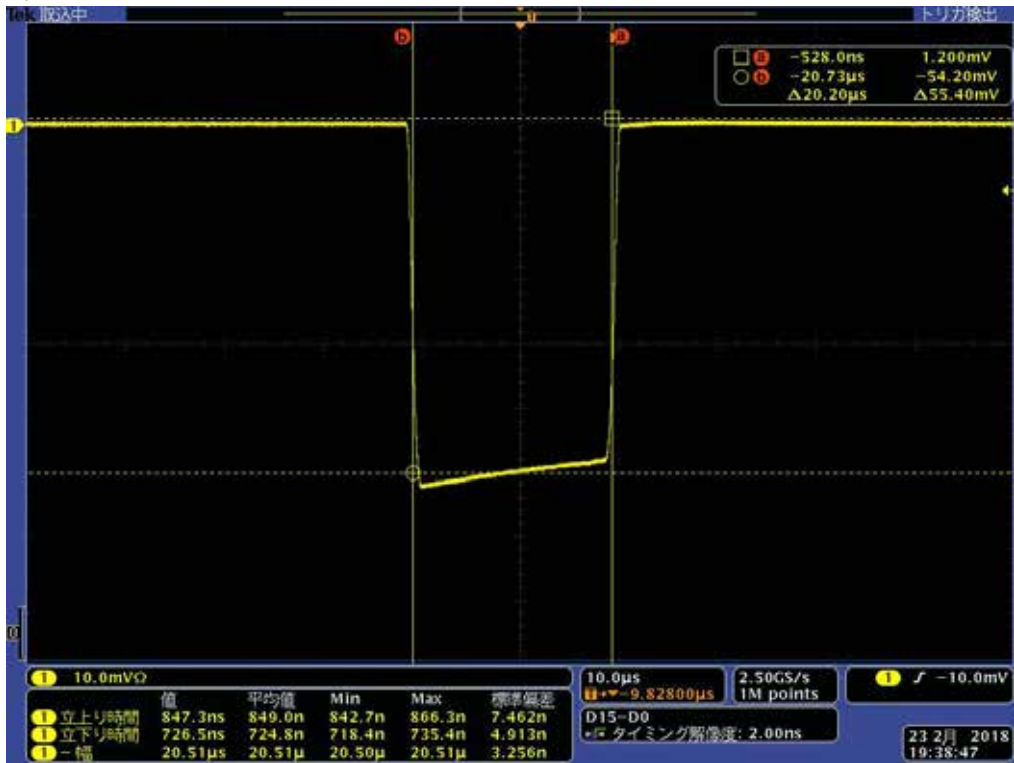 Tek 取込中
トリガ検出
b
a
a -528.0ns 1.200mV
b -20.73µs -54.20mV
Δ20.20µs Δ55.40mV
1
1 10.0mVΩ
値 平均値 Min Max 標準偏差
1 立上り時間 847.3ns 849.0n 842.7n 866.3n 7.462n
1 立下り時間 726.5ns 724.8n 718.4n 735.4n 4.913n
1 -幅 20.51µs 20.51µ 20.50µ 20.51µ 3.256n
10.0µs
-9.82800µs
2.50GS/s
1M points
1 -10.0mV
D15-D0
タイミング解像度: 2.00ns
23 2月 2018
19:38:47